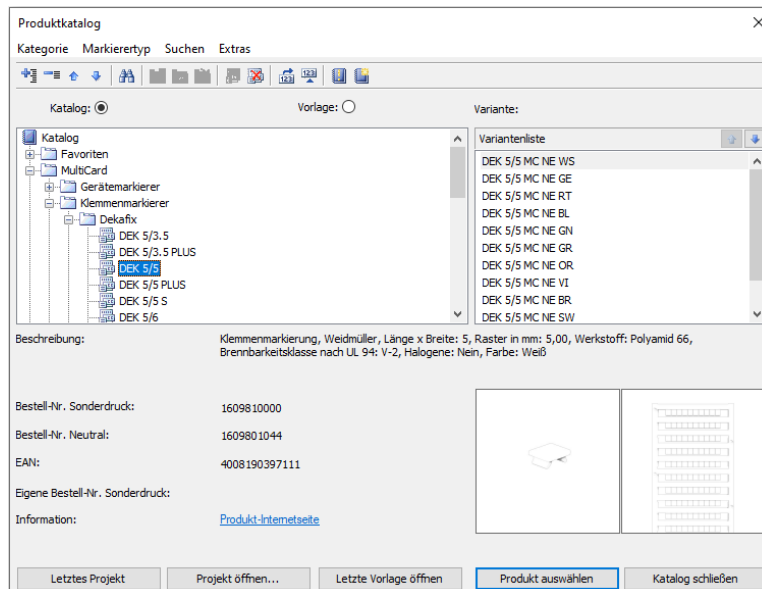 Produktkatalog
Kategorie Markierertyp Suchen Extras
Katalog: Vorlage: Variante:
Katalog
Favoriten
MultiCard
Gerätemarkierer
Klemmenmarkierer
Dekafix
DEK 5/3.5
DEK 5/3.5 PLUS
DEK 5/5
DEK 5/5 PLUS
DEK 5/5 S
DEK 5/6
Variantenliste
DEK 5/5 MC NE WS
DEK 5/5 MC NE GE
DEK 5/5 MC NE RT
DEK 5/5 MC NE BL
DEK 5/5 MC NE GN
DEK 5/5 MC NE GR
DEK 5/5 MC NE OR
DEK 5/5 MC NE VI
DEK 5/5 MC NE BR
DEK 5/5 MC NE SW
Beschreibung: Klemmenmarkierung, Weidmüller, Länge x Breite: 5, Raster in mm: 5,00, Werkstoff: Polyamid 66,
Brennbarkeitsklasse nach UL 94: V-2, Halogene: Nein, Farbe: Weiß
Bestell-Nr. Sonderdruck: 1609810000
Bestell-Nr. Neutral: 1609801044
EAN: 4008190397111
Eigene Bestell-Nr. Sonderdruck:
Information: Produkt-Internetseite
Letztes Projekt Projekt öffnen... Letzte Vorlage öffnen Produkt auswählen Katalog schließen